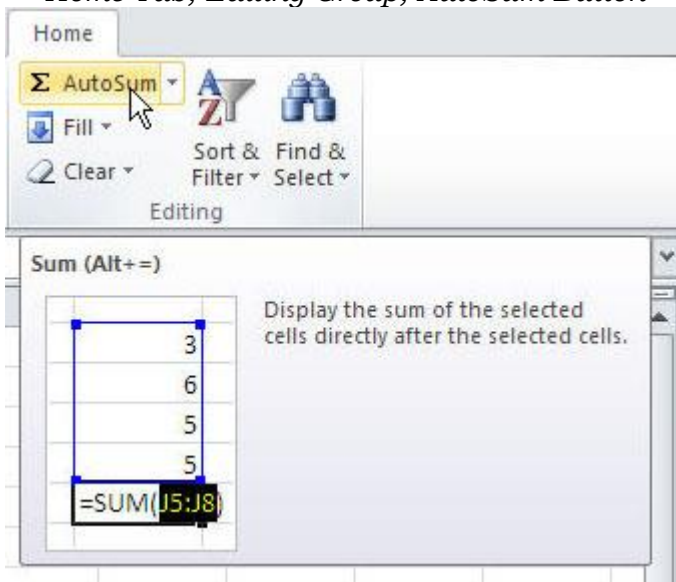 Home Tab, Editing Group, AutoSum Button
Home
Σ AutoSum
Fill
Clear
Sort & Filter
Find & Select
Editing
Sum (Alt+=)
Display the sum of the selected
cells directly after the selected cells.
3
6
5
5
=SUM(J5:J8)